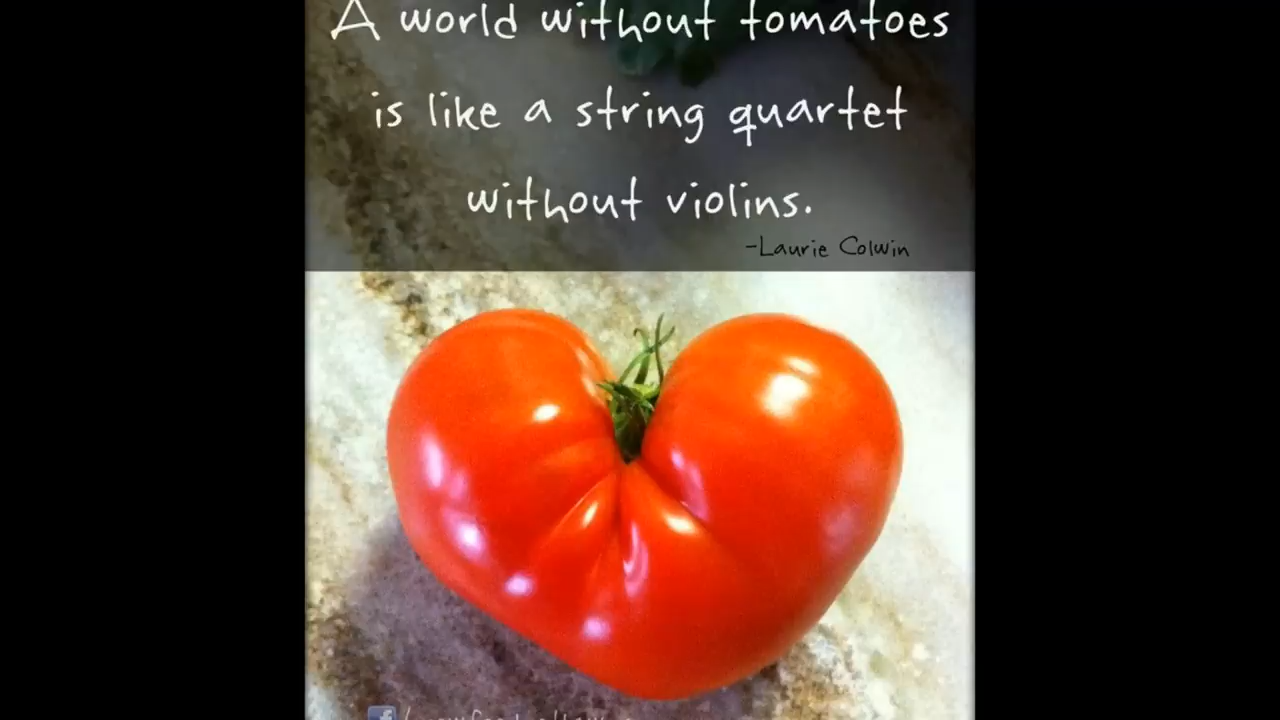 A world without tomatoes
is like a string quartet
without violins.
-Laurie Colwin